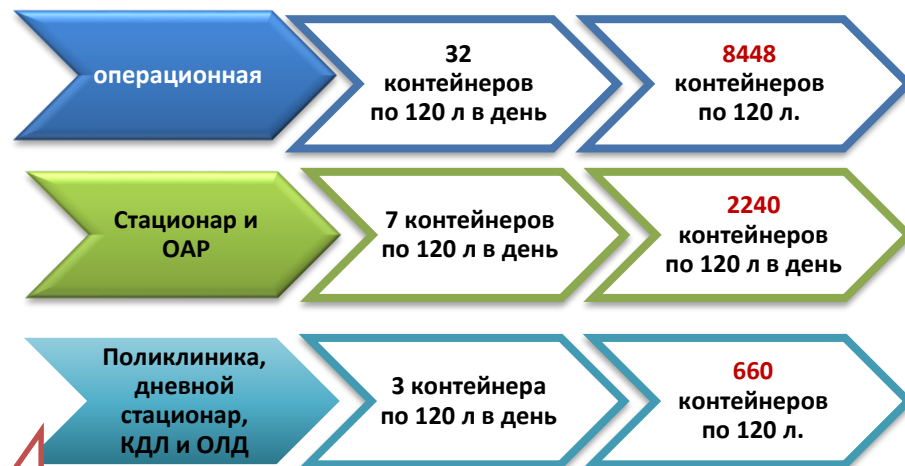 операционная
32
контейнеров
по 120 л в день
8448
контейнеров
по 120 л.
Стационар и
ОАР
7 контейнеров
по 120 л в день
2240
контейнеров
по 120 л в день
Поликлиника,
дневной
стационар,
КДЛ и ОЛД
3 контейнера
по 120 л в день
660
контейнеров
по 120 л.